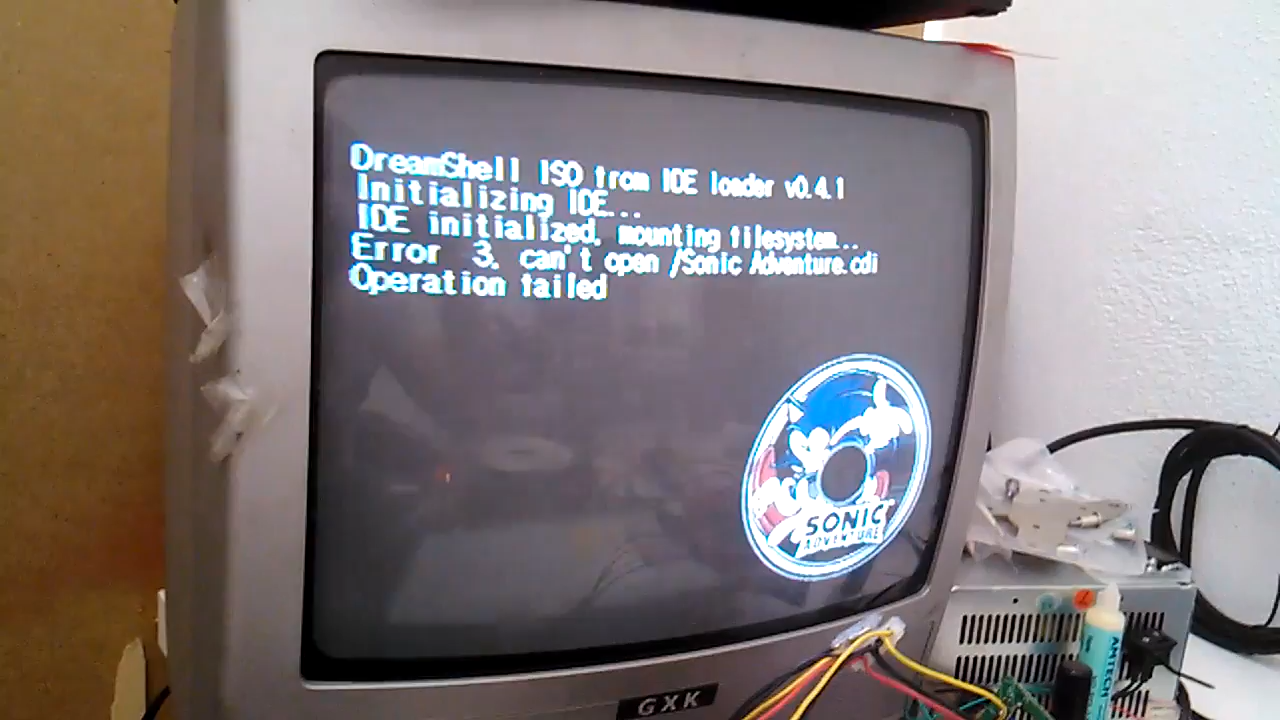 DreamShell ISO from IDE loader v0.4.1
Initializing IDE...
IDE initialized, mounting filesystem...
Error 3, can't open /Sonic Adventure.cdi
Operation failed
SONIC
ADVENTURE
GXK